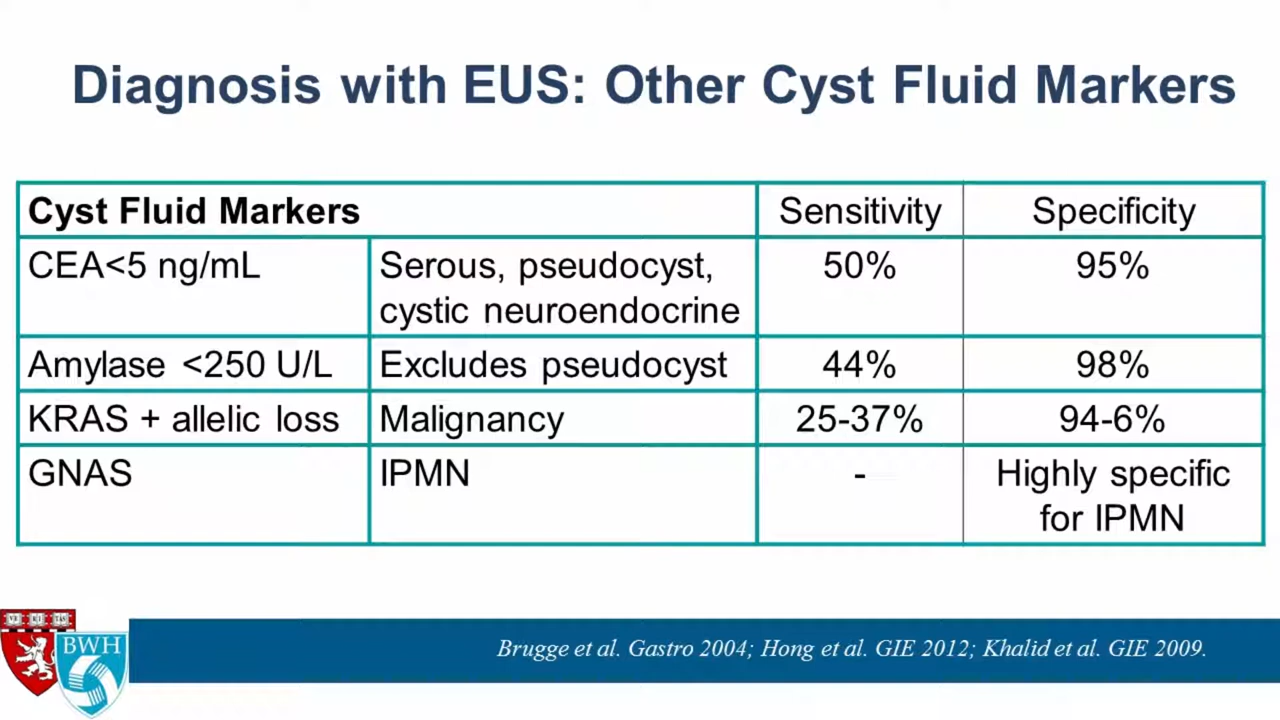 Diagnosis with EUS: Other Cyst Fluid Markers
Cyst Fluid Markers Sensitivity Specificity
CEA<5 ng/mL Serous, pseudocyst, 50% 95%
cystic neuroendocrine
Amylase <250 U/L Excludes pseudocyst 44% 98%
KRAS + allelic loss Malignancy 25-37% 94-6%
GNAS IPMN - Highly specific
for IPMN
VE RI TAS
BWH
Brugge et al. Gastro 2004; Hong et al. GIE 2012; Khalid et al. GIE 2009.